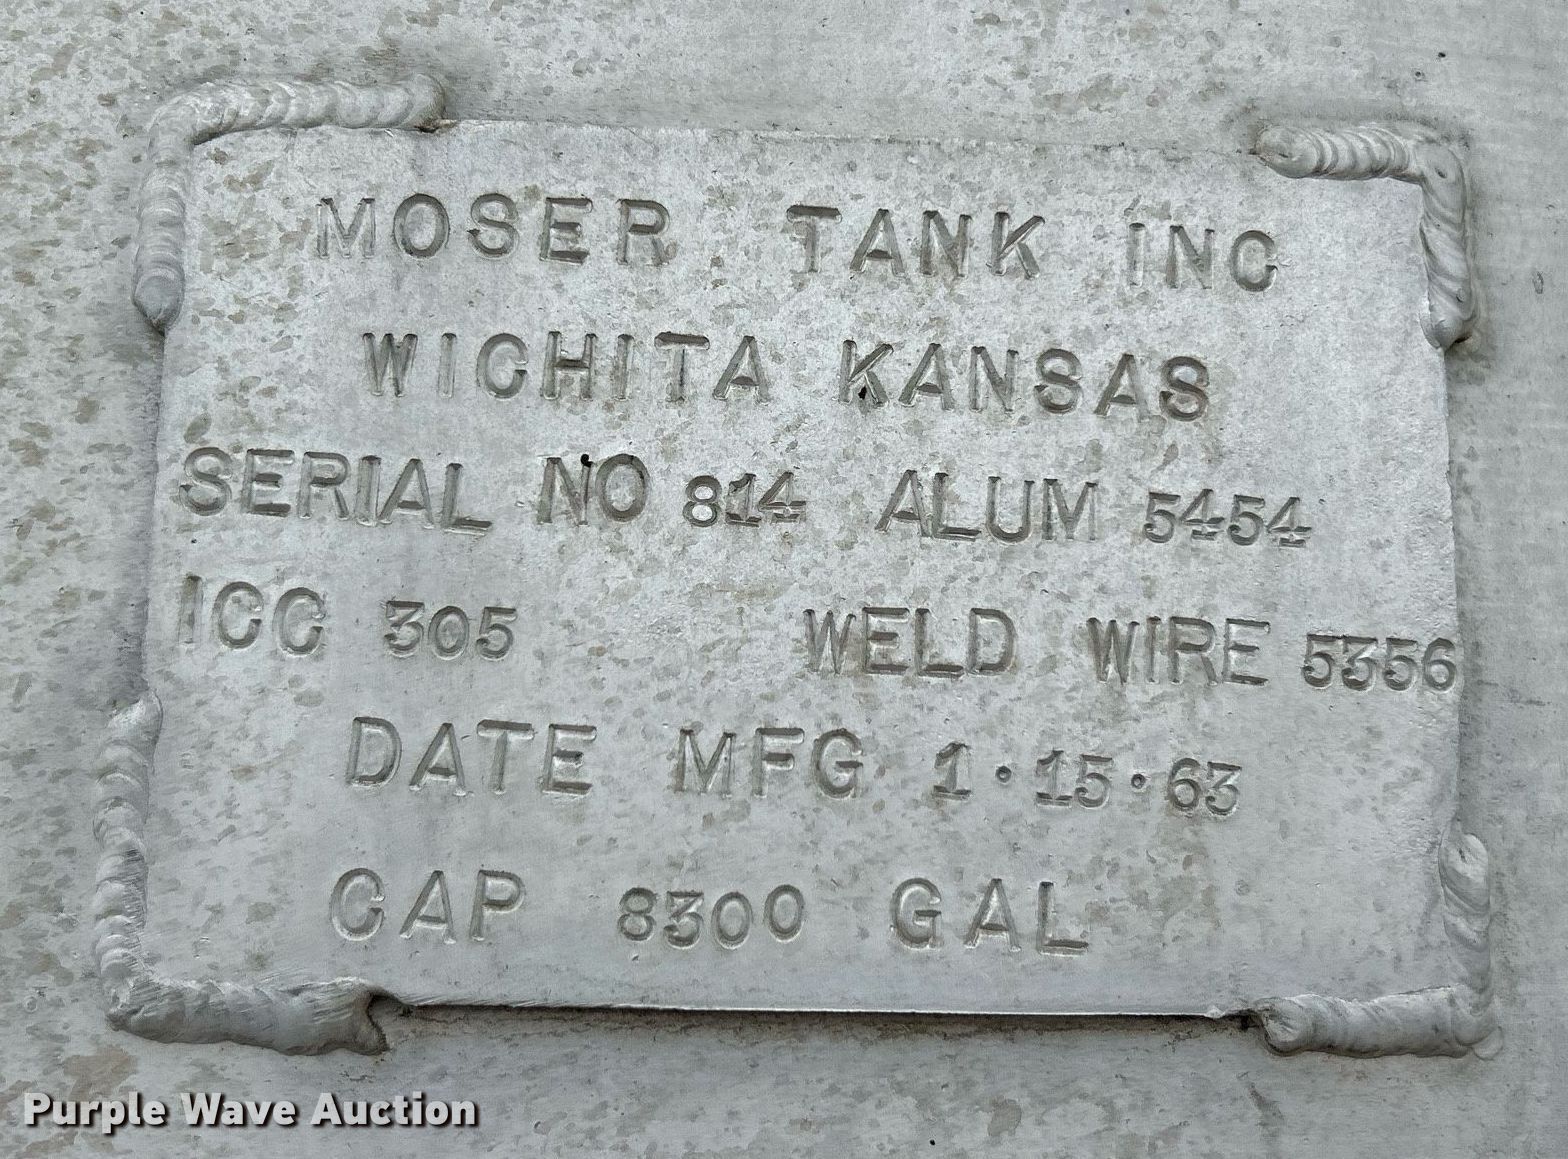 MOSER TANK INC
WICHITA KANSAS
SERIAL NO 814 ALUM 5454
ICC 305 WELD WIRE 5356
DATE MFG 1·15·63
CAP 8300 GAL
Purple Wave Auction